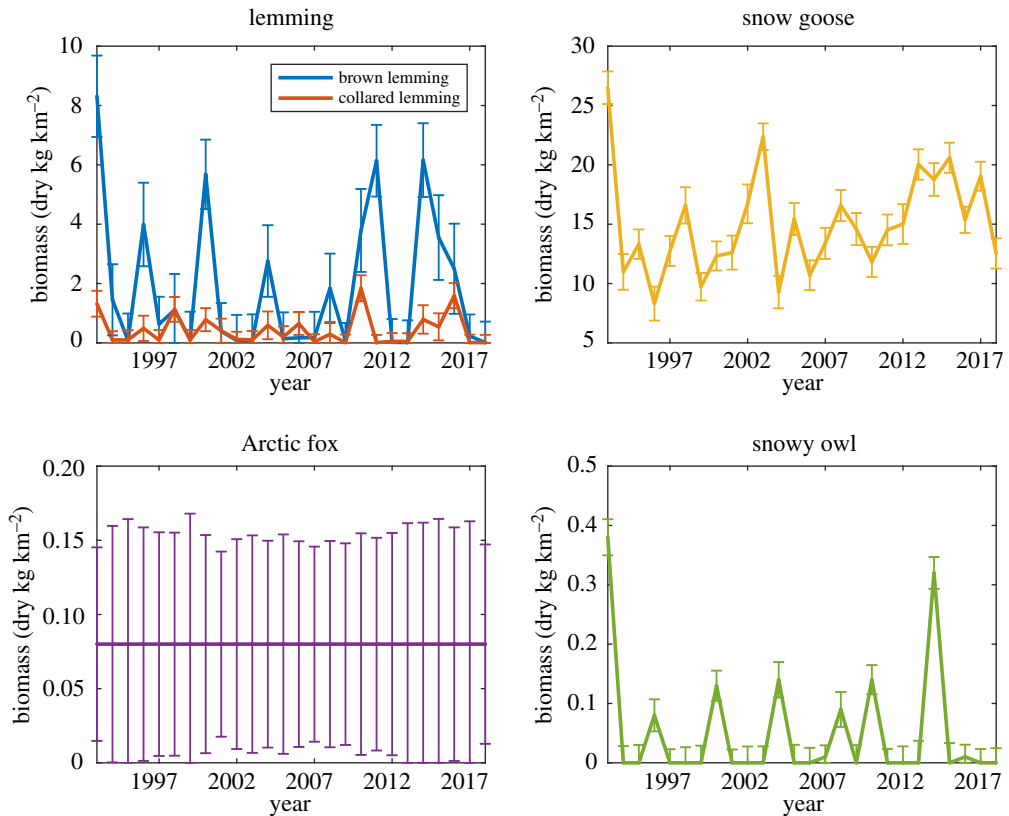 lemming
10
8
6
4
2
0
biomass (dry kg km−2)
brown lemming
collared lemming
1997 2002 2007 2012 2017
year
snow goose
30
25
20
15
10
5
biomass (dry kg km−2)
1997 2002 2007 2012 2017
year
Arctic fox
0.20
0.15
0.10
0.05
0
biomass (dry kg km−2)
1997 2002 2007 2012 2017
year
snowy owl
0.5
0.4
0.3
0.2
0.1
0
biomass (dry kg km−2)
1997 2002 2007 2012 2017
year